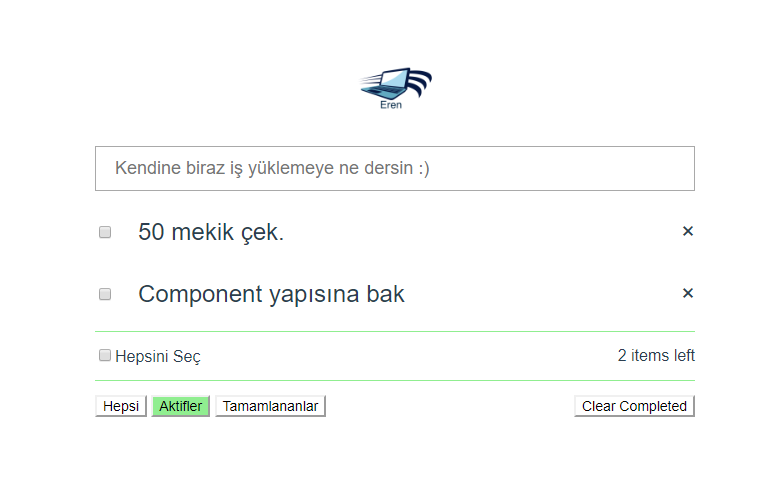 Eren
Kendine biraz iş yüklemeye ne dersin :)
50 mekik çek. ×
Component yapısına bak ×
Hepsini Seç 2 items left
Hepsi Aktifler Tamamlananlar Clear Completed